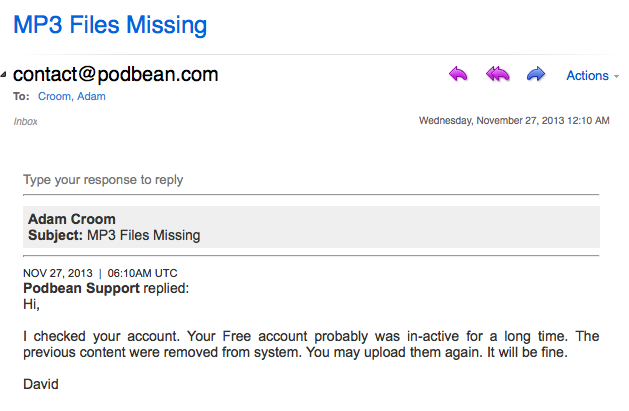 MP3 Files Missing
contact@podbean.com
Actions
To: Croom, Adam
Inbox
Wednesday, November 27, 2013 12:10 AM
Type your response to reply
Adam Croom
Subject: MP3 Files Missing
NOV 27, 2013 | 06:10AM UTC
Podbean Support replied:
Hi,
I checked your account. Your Free account probably was in-active for a long time. The
previous content were removed from system. You may upload them again. It will be fine.
David